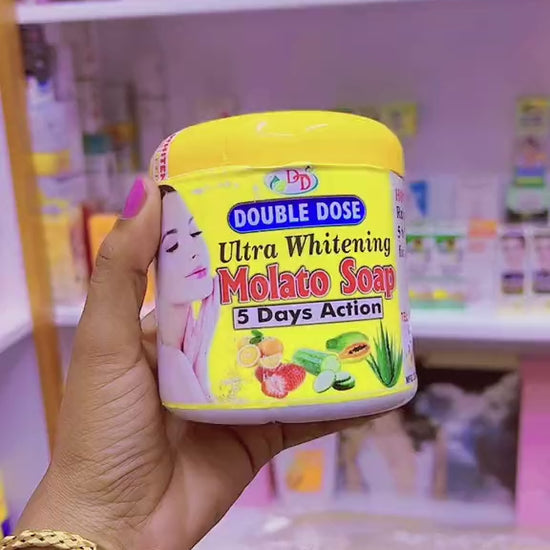 DD
DOUBLE DOSE
Ultra Whitening
Molato Soap
5 Days Action